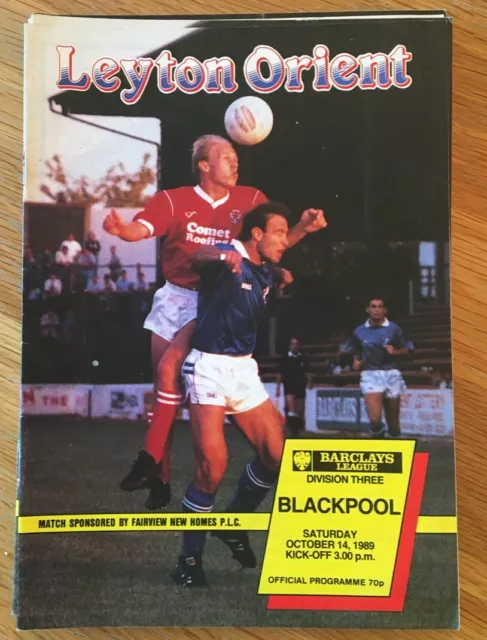 Leyton Orient
Comet
Roofing
BARCLAYS
LEAGUE
DIVISION THREE
BLACKPOOL
SATURDAY
OCTOBER 14, 1989
KICK-OFF 3.00 p.m.
OFFICIAL PROGRAMME 70p
MATCH SPONSORED BY FAIRVIEW NEW HOMES P.L.C.